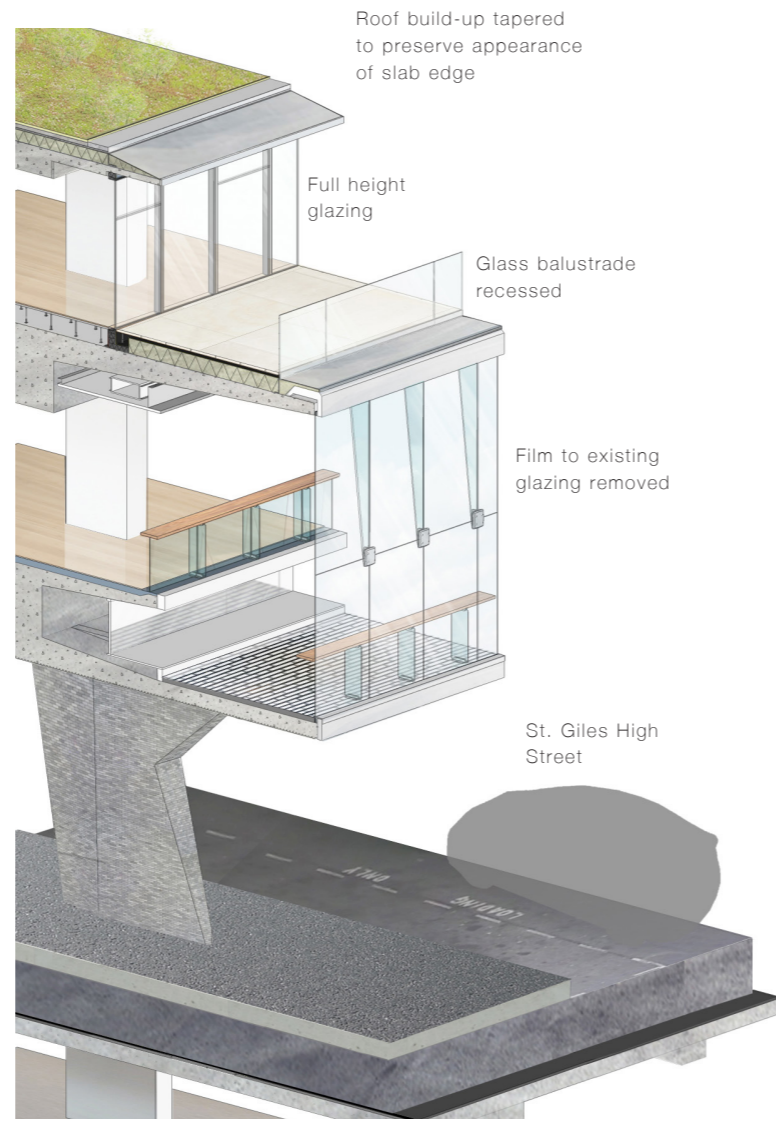 Roof build-up tapered
to preserve appearance
of slab edge
Full height
glazing
Glass balustrade
recessed
Film to existing
glazing removed
St. Giles High
Street
ONLY
LOADING